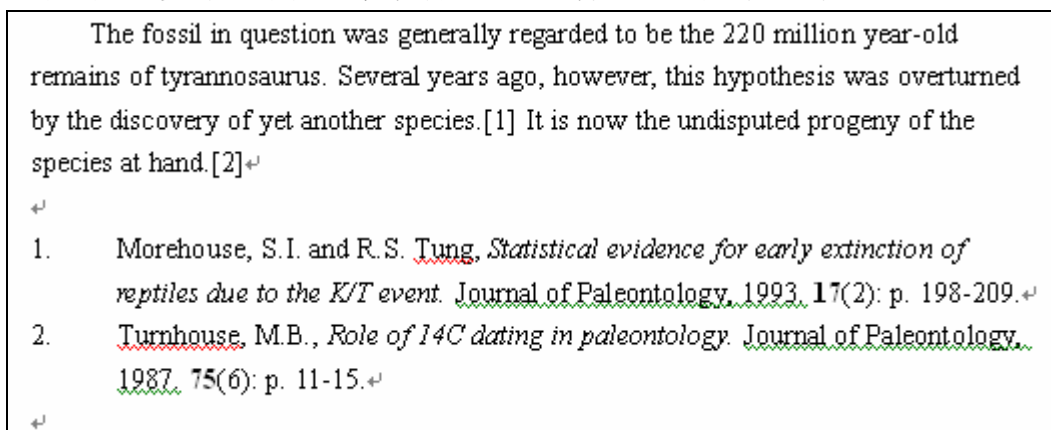 The fossil in question was generally regarded to be the 220 million year-old
remains of tyrannosaurus. Several years ago, however, this hypothesis was overturned
by the discovery of yet another species.[1] It is now the undisputed progeny of the
species at hand.[2]↵
↵
1. Morehouse, S.I. and R.S. Tung, Statistical evidence for early extinction of
reptiles due to the K/T event. Journal of Paleontology, 1993. 17(2): p. 198-209.↵
2. Turnhouse, M.B., Role of 14C dating in paleontology. Journal of Paleontology,
1987. 75(6): p. 11-15.↵
↵